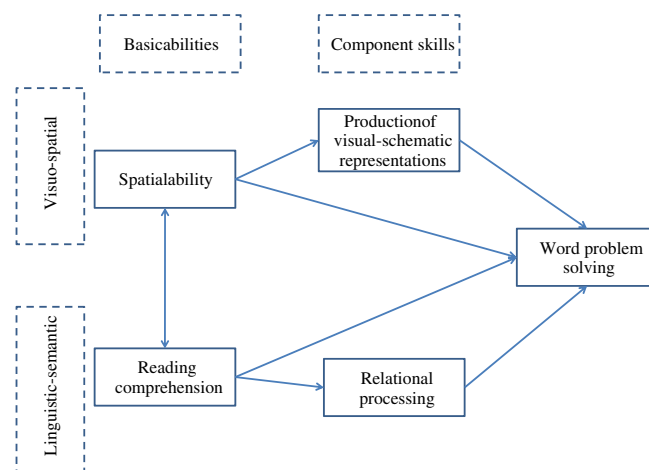 Basicabilities
Component skills
Visuo-spatial
Productionof
visual-schematic
representations
Spatialability
Word problem
solving
Linguistic-semantic
Reading
comprehension
Relational
processing